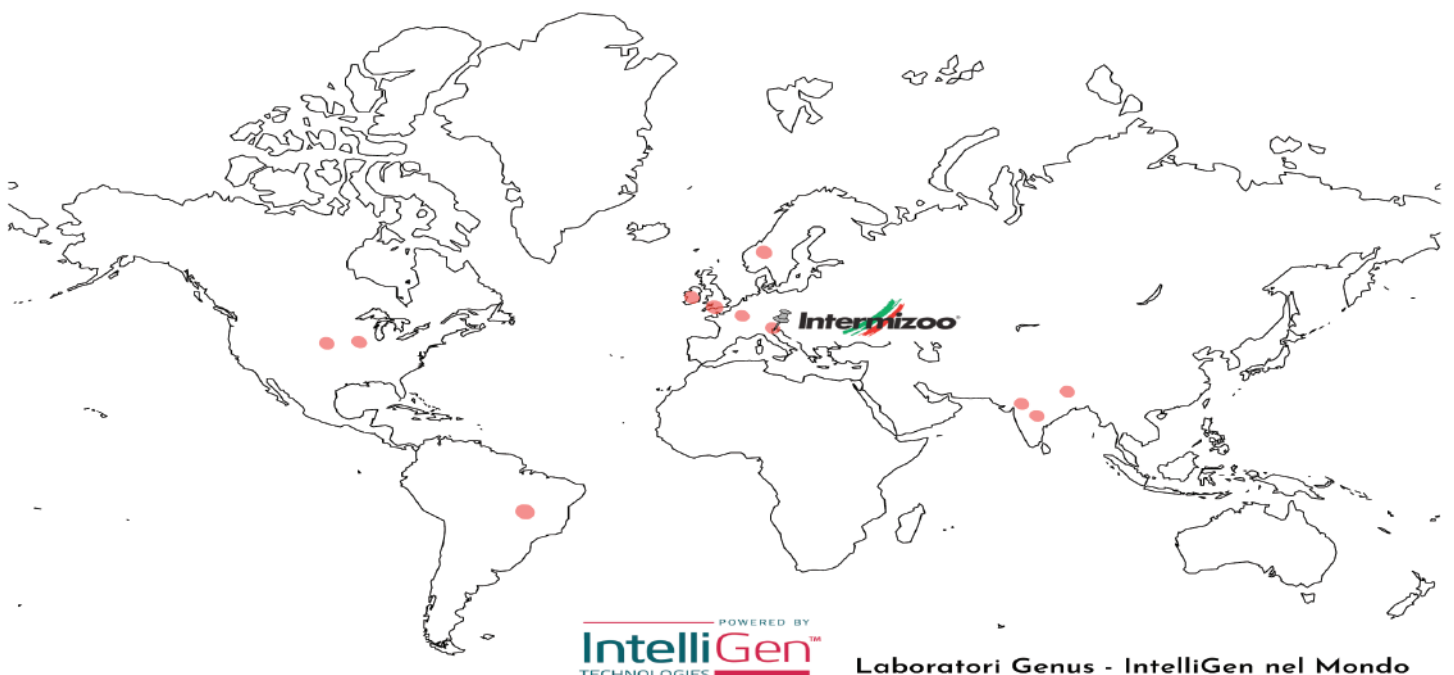 Intermizoo®
POWERED BY
IntelliGen™
TECHNOLOGIES
Laboratori Genus - IntelliGen nel Mondo